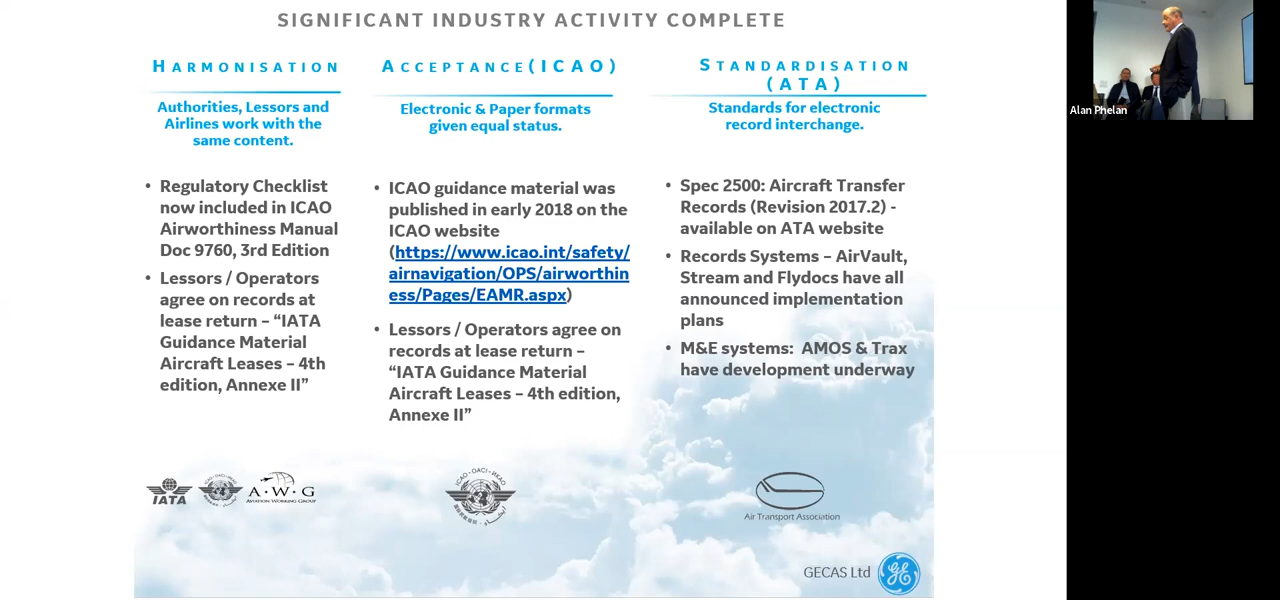 SIGNIFICANT INDUSTRY ACTIVITY COMPLETE
HARMONISATION
Authorities, Lessors and
Airlines work with the
same content.
• Regulatory Checklist
now included in ICAO
Airworthiness Manual
Doc 9760, 3rd Edition
• Lessors / Operators
agree on records at
lease return – “IATA
Guidance Material
Aircraft Leases – 4th
edition, Annexe II”
IATA
A·W·G
AVIATION WORKING GROUP
ACCEPTANCE(ICAO)
Electronic & Paper formats
given equal status.
• ICAO guidance material was
published in early 2018 on the
ICAO website
(https://www.icao.int/safety/
airnavigation/OPS/airworthin
ess/Pages/EAMR.aspx)
• Lessors / Operators agree on
records at lease return –
“IATA Guidance Material
Aircraft Leases – 4th edition,
Annexe II”
ICAO · OACI · ИКАО
STANDARDISATION
(ATA)
Standards for electronic
record interchange.
• Spec 2500: Aircraft Transfer
Records (Revision 2017.2) -
available on ATA website
• Records Systems – AirVault,
Stream and Flydocs have all
announced implementation
plans
• M&E systems: AMOS & Trax
have development underway
Air Transport Association
GECAS Ltd
Alan Phelan